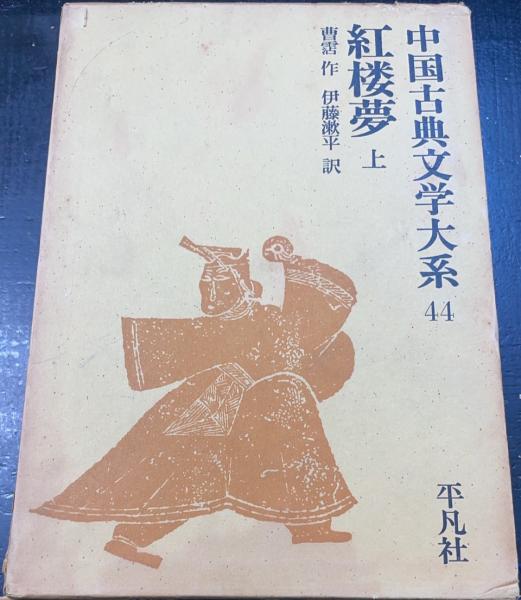 中国古典文学大系 44
紅楼夢 上
曹霑 作 伊藤漱平 訳
平凡社